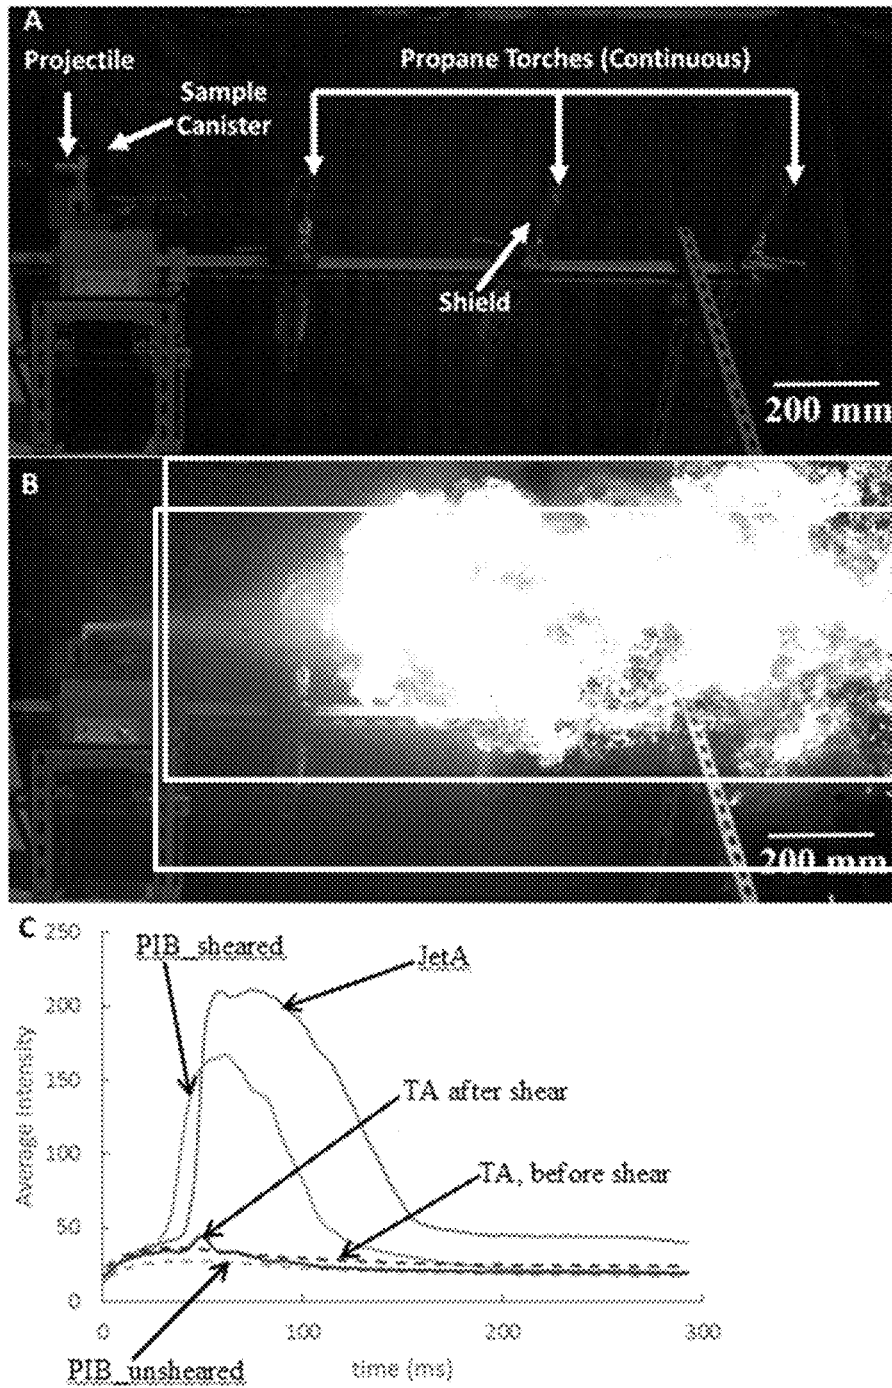 A
Projectile
Propane Torches (Continuous)
Sample
Canister
Shield
200 mm
B
200 mm
C
250
PIB_sheared
JetA
200
150
TA after shear
100
TA, before shear
50
0
0
100
200
300
PIB_unsheared
time (ms)
Average Intensity